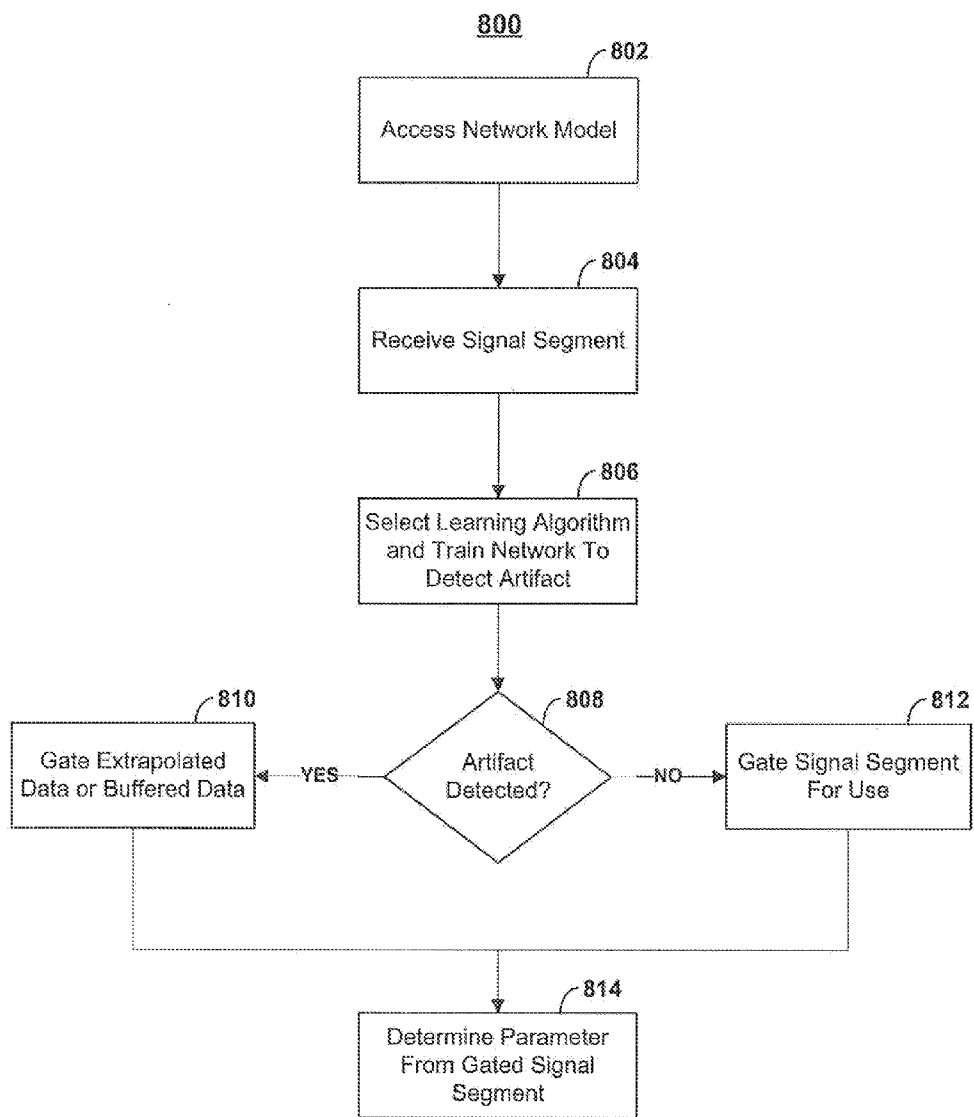 800
802
Access Network Model
804
Receive Signal Segment
806
Select Learning Algorithm
and Train Network To
Detect Artifact
808
Artifact
Detected?
YES
NO
810
Gate Extrapolated
Data or Buffered Data
812
Gate Signal Segment
For Use
814
Determine Parameter
From Gated Signal
Segment